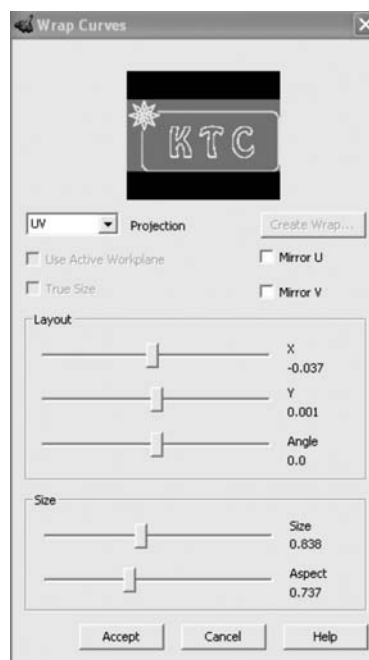 Wrap Curves
KTC
UV Projection Create Wrap...
Use Active Workplane Mirror U
True Size Mirror V
Layout
X
-0.037
Y
0.001
Angle
0.0
Size
Size
0.838
Aspect
0.737
Accept Cancel Help